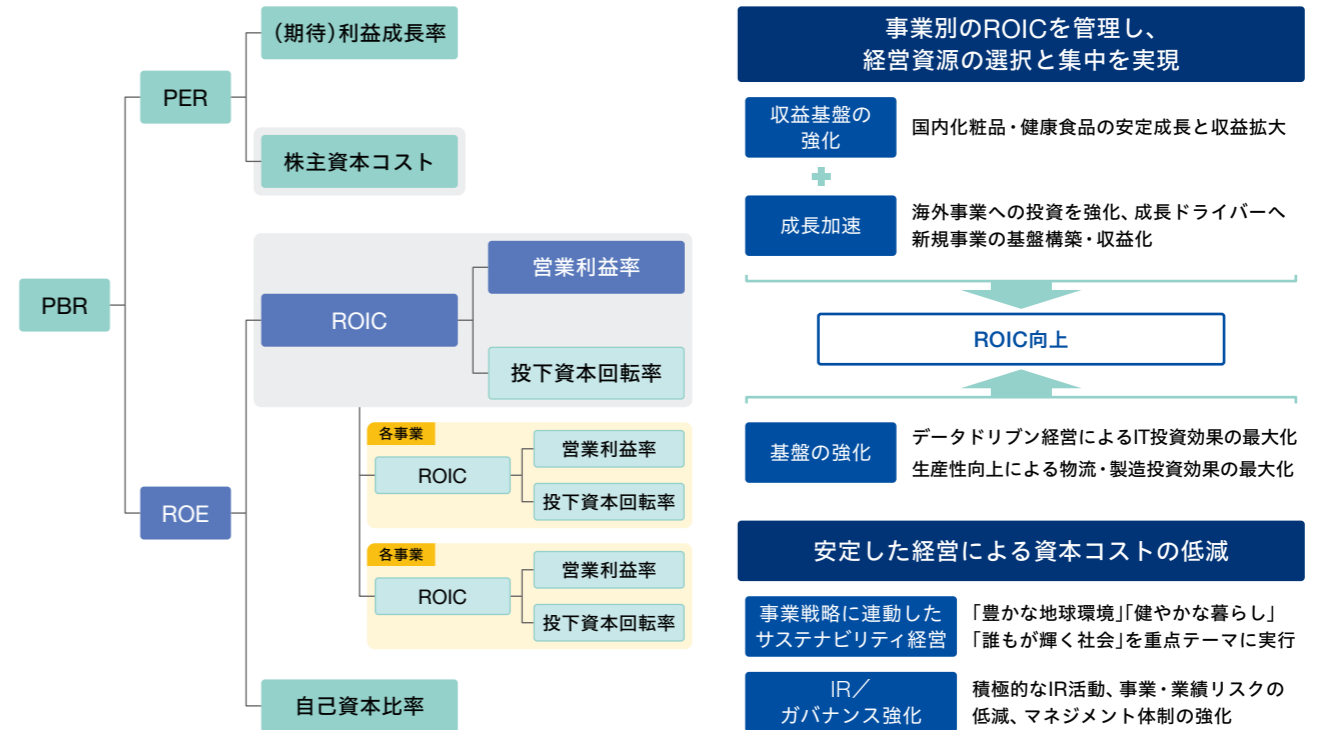 (期待)利益成長率
PER
株主資本コスト
PBR
営業利益率
ROIC
投下資本回転率
各事業
営業利益率
ROIC
投下資本回転率
ROE
各事業
営業利益率
ROIC
投下資本回転率
自己資本比率
事業別のROICを管理し、
経営資源の選択と集中を実現
収益基盤の
強化
国内化粧品・健康食品の安定成長と収益拡大
成長加速
海外事業への投資を強化、成長ドライバーへ
新規事業の基盤構築・収益化
ROIC向上
基盤の強化
データドリブン経営によるIT投資効果の最大化
生産性向上による物流・製造投資効果の最大化
安定した経営による資本コストの低減
事業戦略に連動した
サステナビリティ経営
「豊かな地球環境」「健やかな暮らし」
「誰もが輝く社会」を重点テーマに実行
IR／
ガバナンス強化
積極的なIR活動、事業・業績リスクの
低減、マネジメント体制の強化